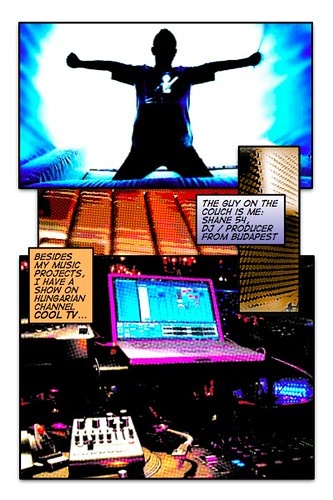 THE GUY ON THE
COUCH IS ME:
SHANE 54,
DJ / PRODUCER
FROM BUDAPEST
BESIDES
MY MUSIC
PROJECTS,
I HAVE A
SHOW ON
HUNGARIAN
CHANNEL
COOL TV...